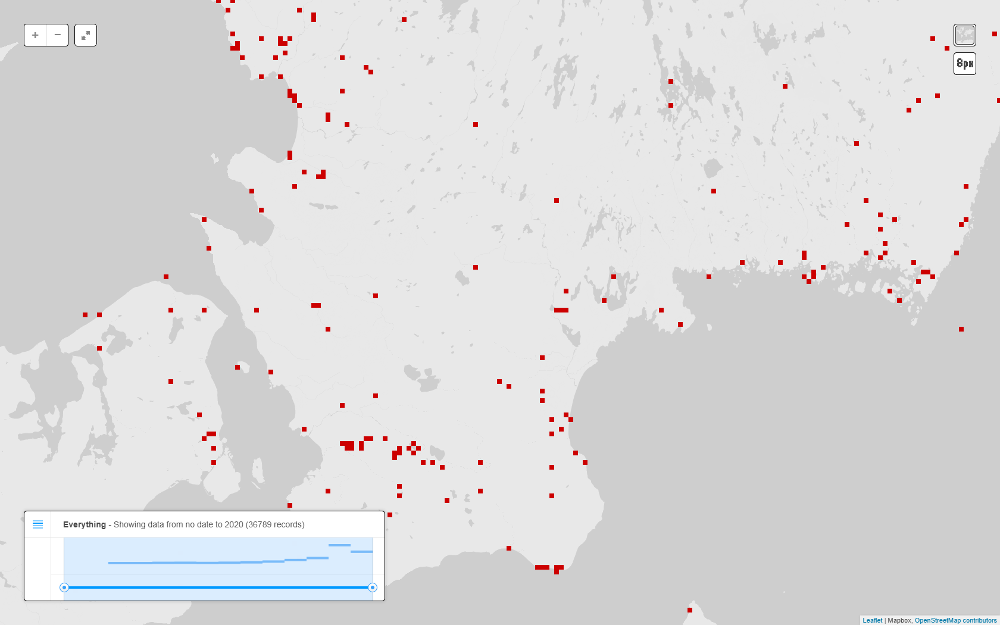 +
−
8px
Everything - Showing data from no date to 2020 (36789 records)
Leaflet | Mapbox, OpenStreetMap contributors